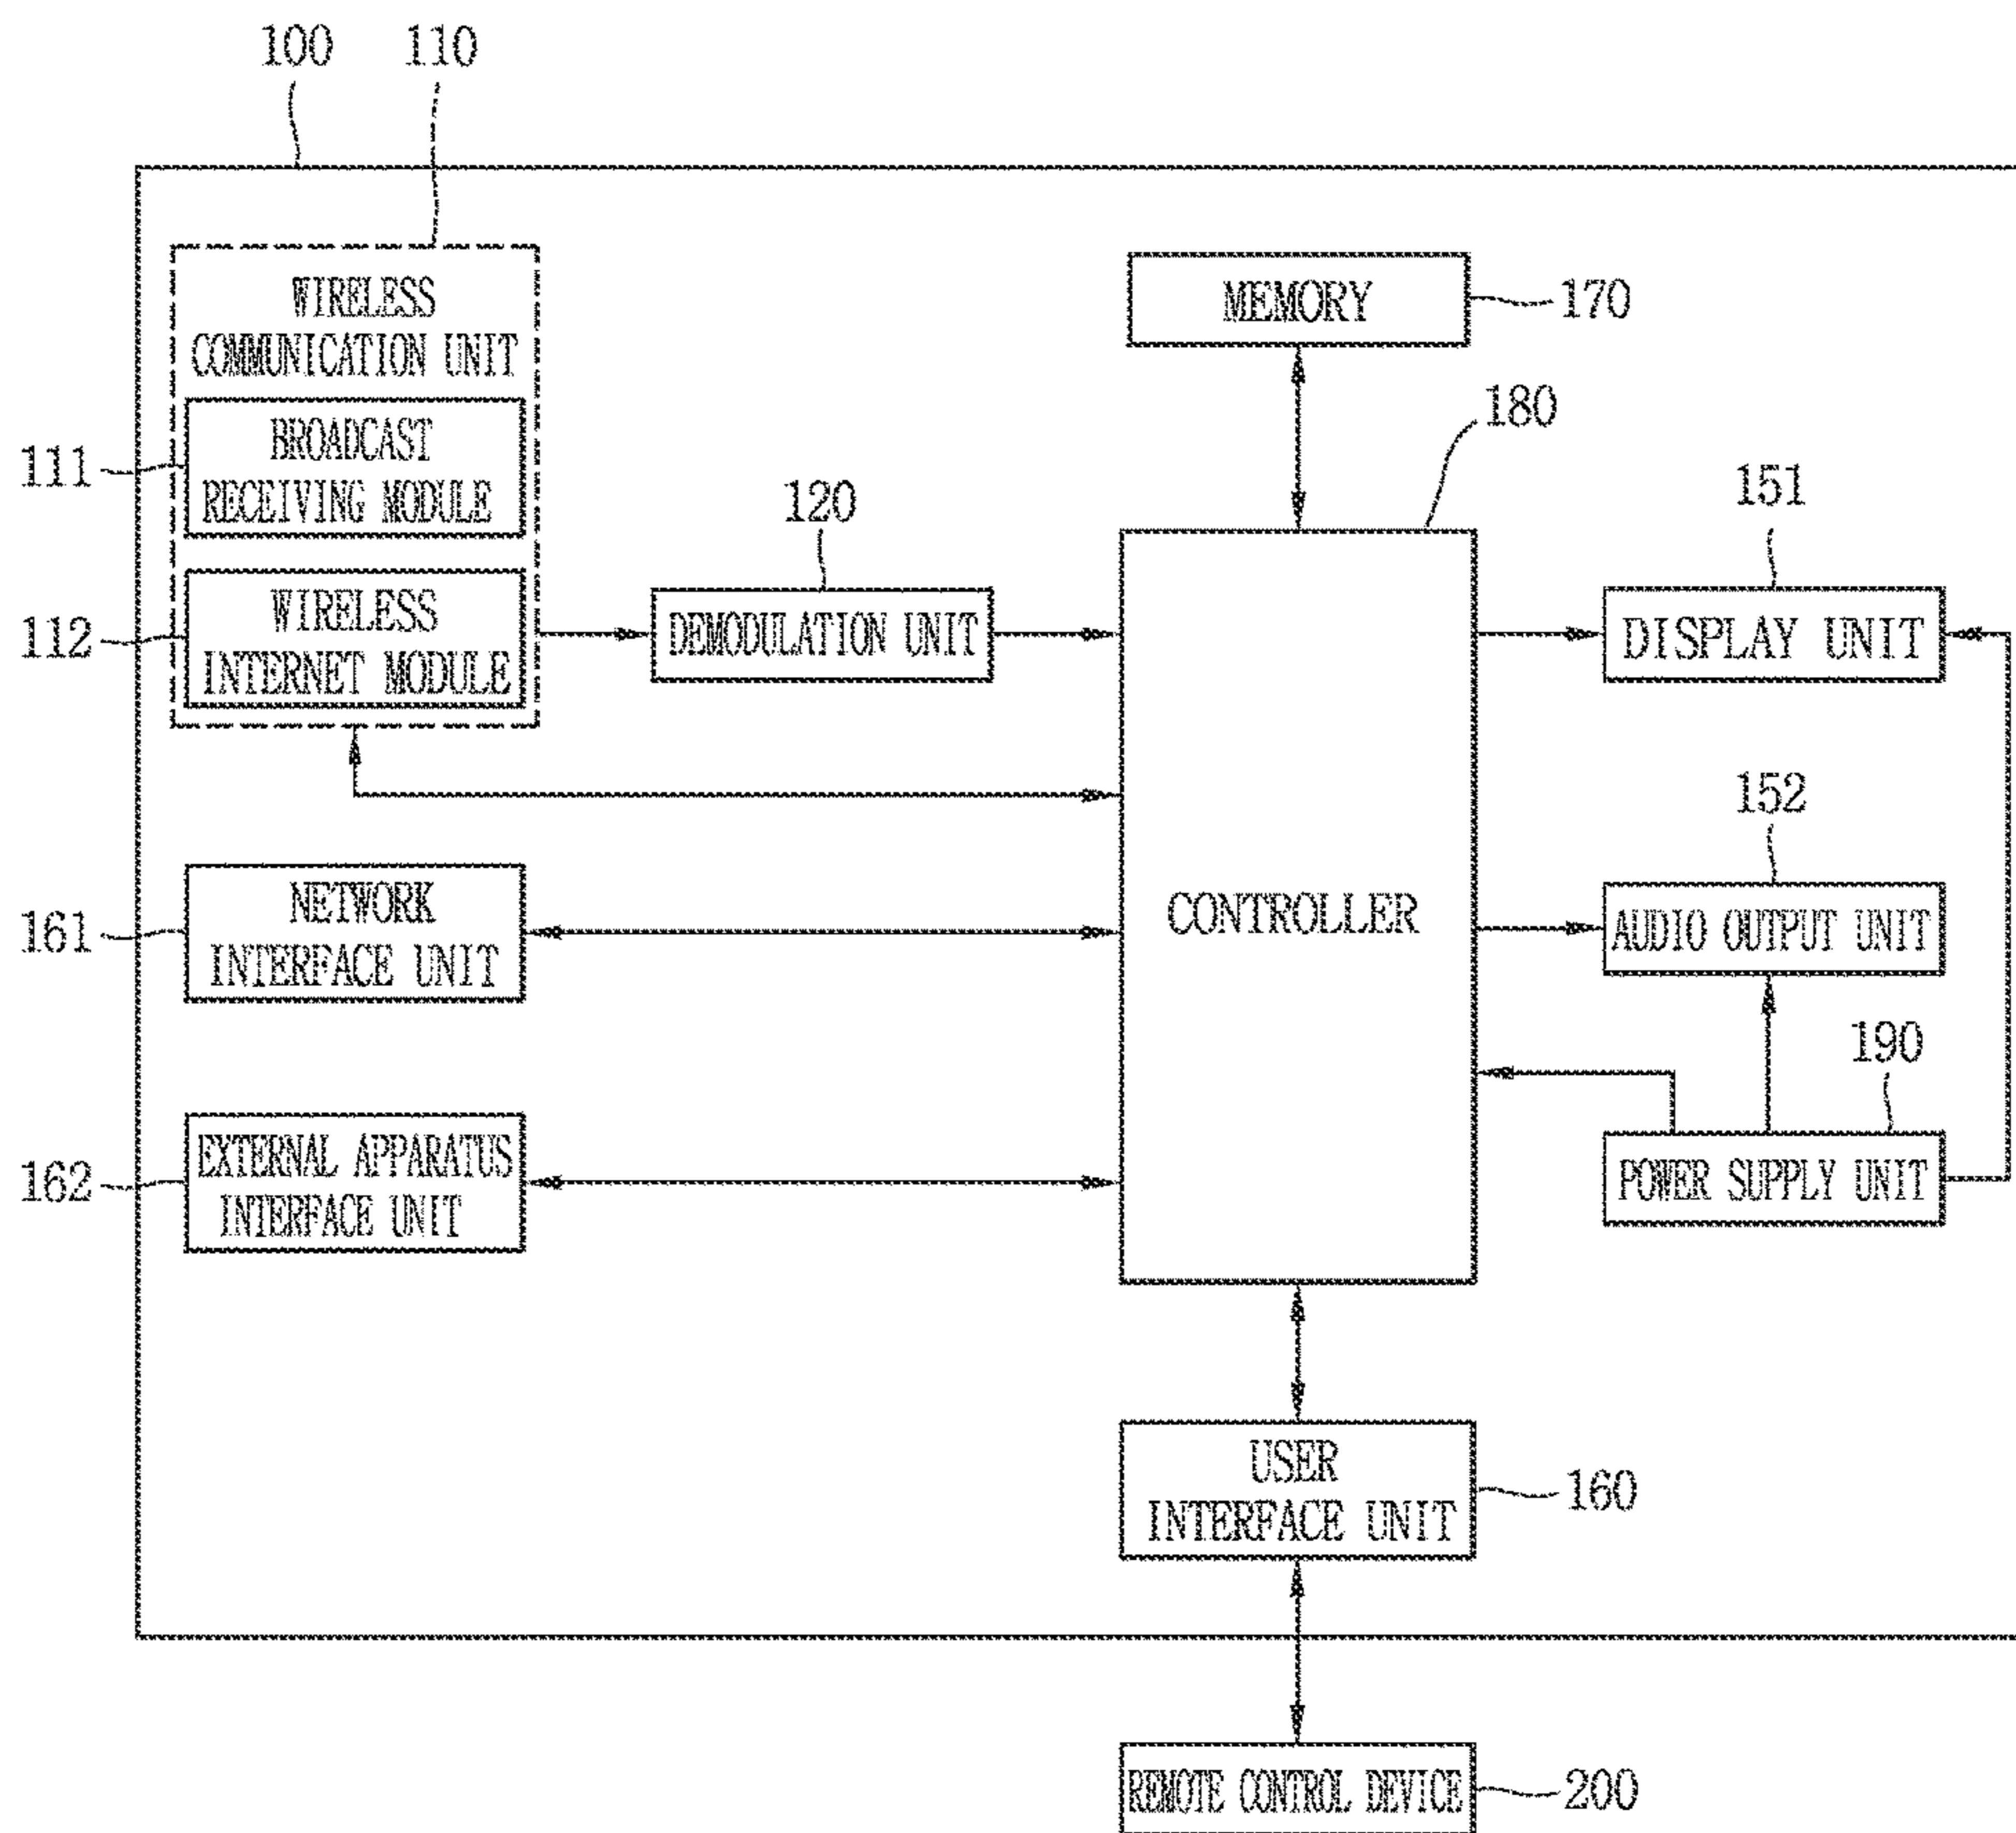 100
110
WIRELESS
COMMUNICATION UNIT
111
BROADCAST
RECEIVING MODULE
112
WIRELESS
INTERNET MODULE
120
DEMODULATION UNIT
MEMORY
170
180
CONTROLLER
151
DISPLAY UNIT
152
AUDIO OUTPUT UNIT
190
POWER SUPPLY UNIT
161
NETWORK
INTERFACE UNIT
162
EXTERNAL APPARATUS
INTERFACE UNIT
USER
INTERFACE UNIT
160
REMOTE CONTROL DEVICE
200